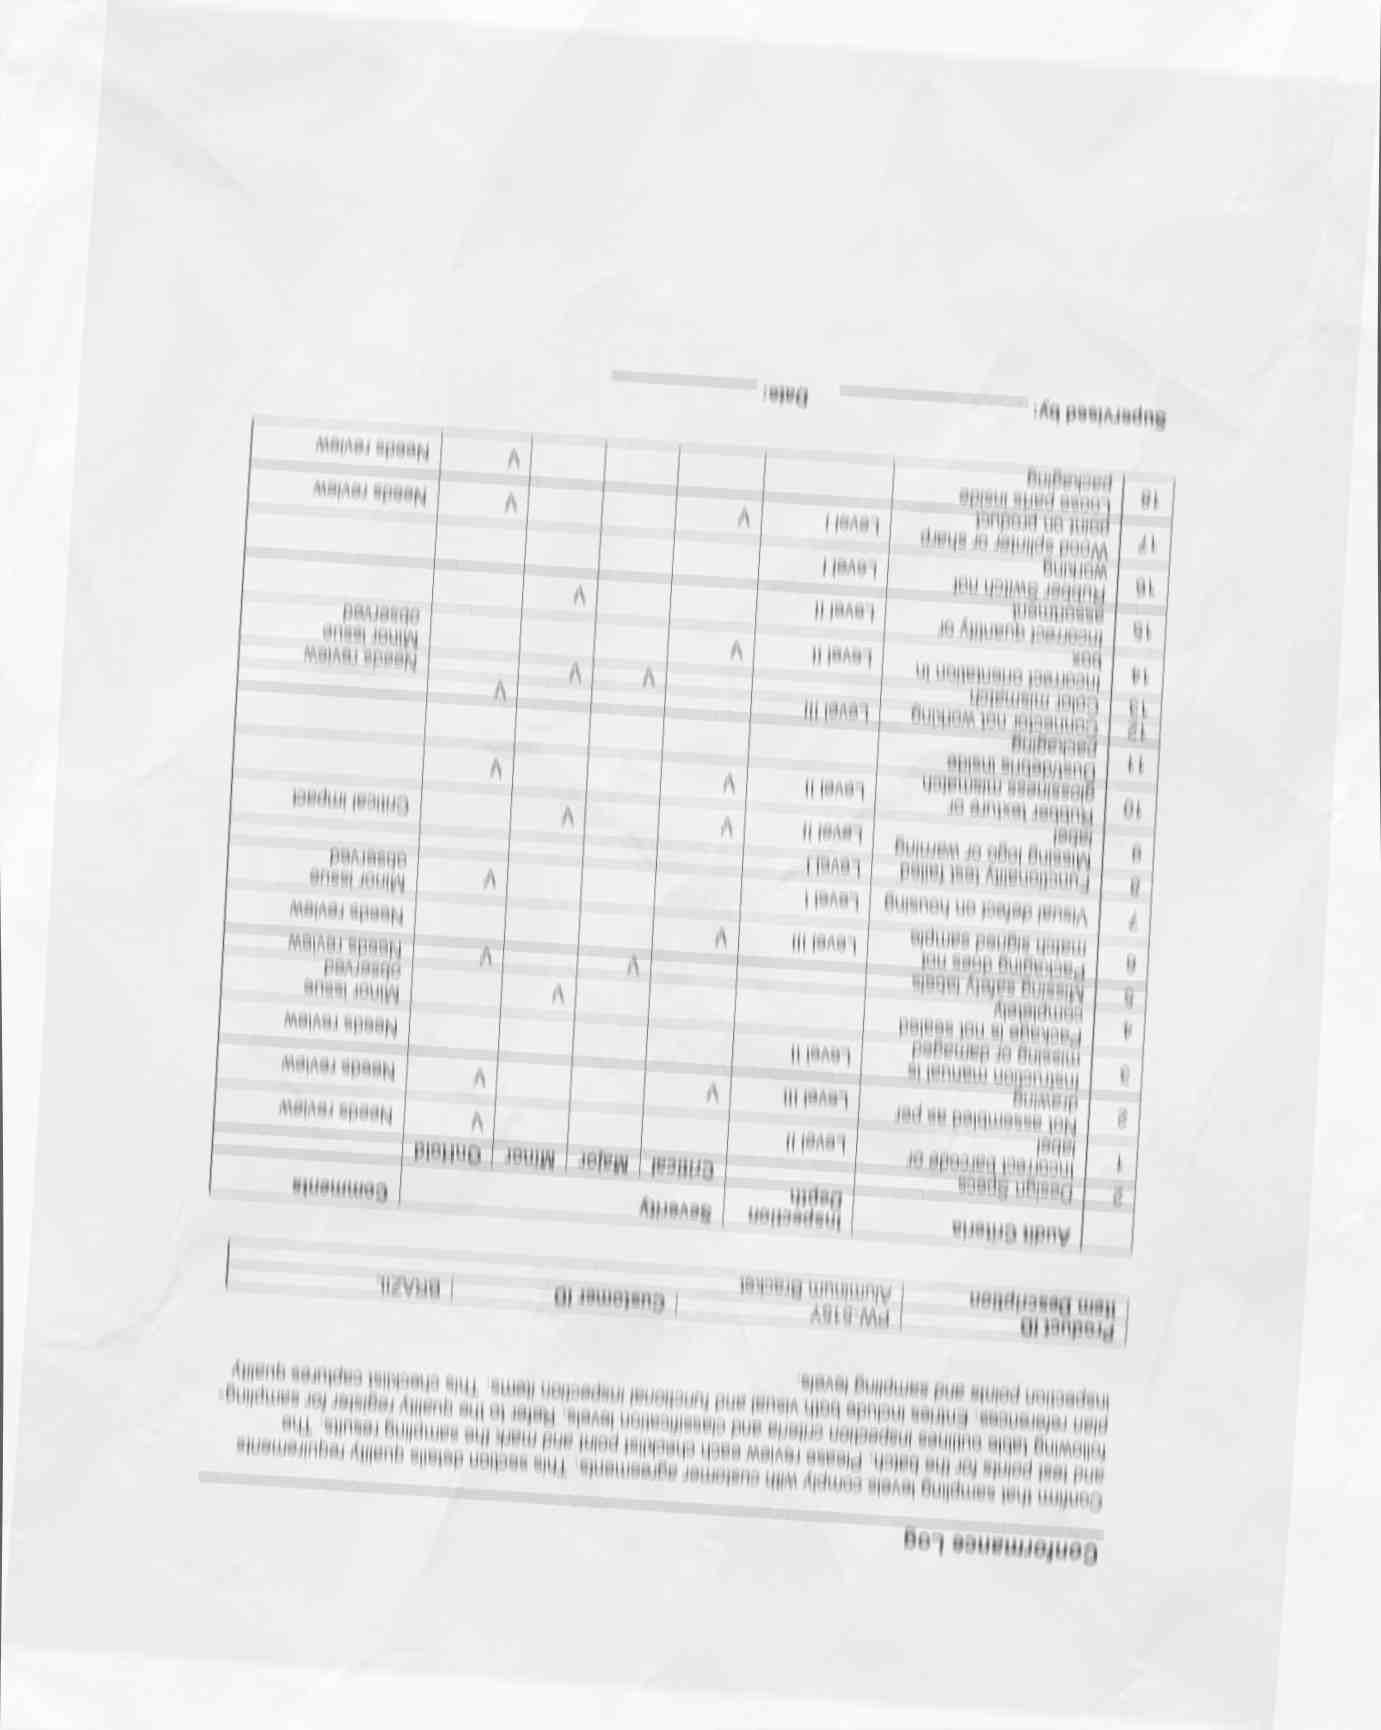 Conformance Log
Confirm that sampling levels comply with customer agreements. This section details quality requirements
and test points for the batch. Please review each checklist point and mark the sampling results. The
following table outlines inspection criteria and classification levels. Refer to the quality register for sampling-
plan references. Entries include both visual and functional inspection items. This checklist captures quality
inspection points and sampling levels.
Product ID Customer ID BRAZIL
Item Description Aluminum Bracket
Audit Criteria Inspection Depth Severity Comments
2 Design Specs Critical Major Minor OnHold
1 Incorrect barcode or label Level II V Needs review
2 Not assembled as per drawing Level III V V Needs review
3 Instruction manual is missing or damaged Level II Needs review
4 Package is not sealed completely V Minor issue observed
5 Missing safety labels V V Needs review
6 Packaging does not match signed sample Level III V Needs review
7 Visual defect on housing Level I V Minor issue observed
8 Functionality test failed Level I
9 Missing logo or warning label Level II V V Critical impact
10 Rubber texture or glossiness mismatch Level II V V
11 Dust/debris inside packaging
12 Connector not working Level III V
13 Color mismatch V V Needs review
14 Incorrect orientation in box Level II V Minor issue observed
15 Incorrect quantity or assortment Level II V
16 Rubber Switch not working Level I
17 Wood splinter or sharp point on product Level I V V Needs review
18 Loose parts inside packaging V Needs review
Supervised by: Date: